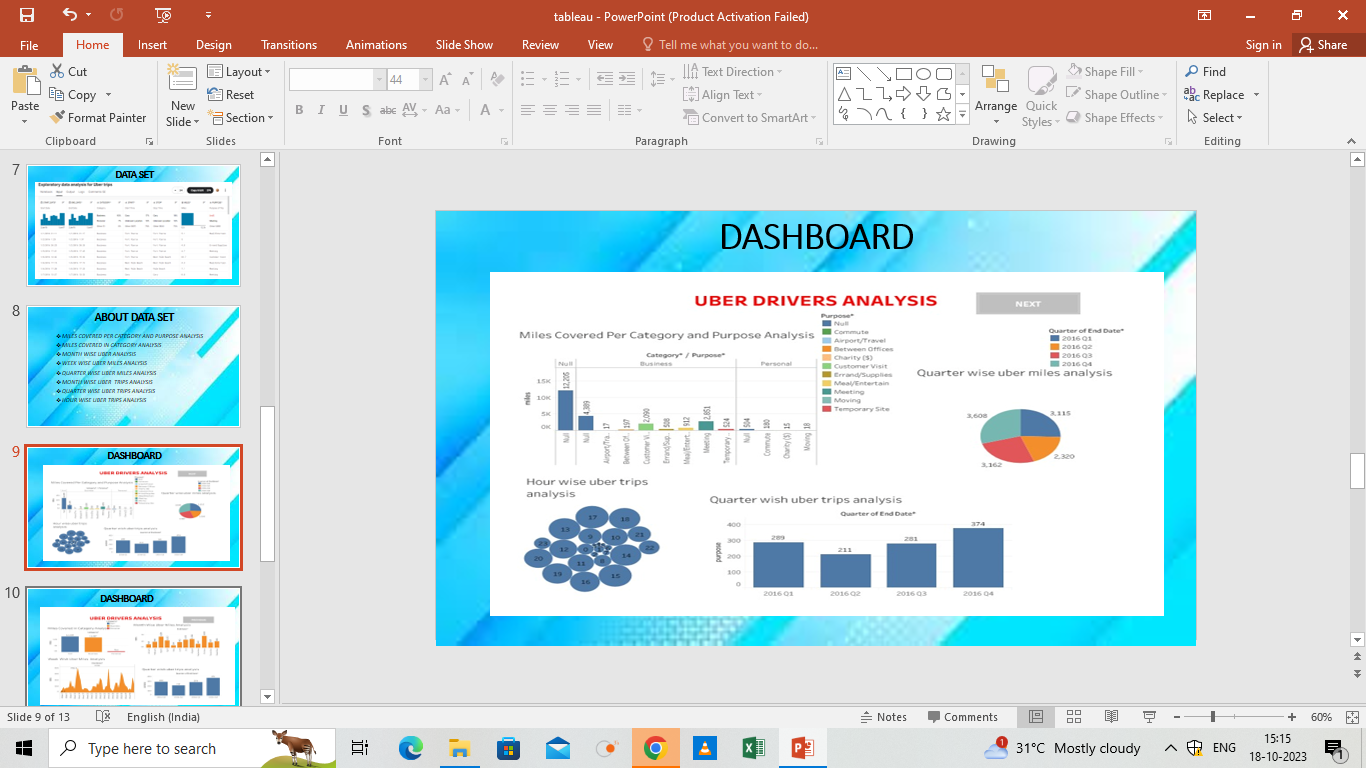 tableau - PowerPoint (Product Activation Failed)
File Home Insert Design Transitions Animations Slide Show Review View Tell me what you want to do... Sign in Share
Paste
Cut
Copy
Format Painter
Clipboard
New Slide
Layout
Reset
Section
Slides
44
B I U S abc AV Aa A
Font
Text Direction
Align Text
Convert to SmartArt
Paragraph
Arrange
Quick Styles
Shape Fill
Shape Outline
Shape Effects
Drawing
Find
Replace
Select
Editing
7
DATA SET
Exploratory data analysis for Uber trips
8
ABOUT DATA SET
MILES COVERED PER CATEGORY AND PURPOSE ANALYSIS
MILES COVERED IN CATEGORY ANALYSIS
MONTH WISE UBER ANALYSIS
WEEK WISE UBER MILES ANALYSIS
QUARTER WISE UBER MILES ANALYSIS
MONTH WISE UBER TRIPS ANALYSIS
QUARTER WISE UBER TRIPS ANALYSIS
HOUR WISE UBER TRIPS ANALYSIS
9
DASHBOARD
UBER DRIVERS ANALYSIS
10
DASHBOARD
UBER DRIVERS ANALYSIS
DASHBOARD
UBER DRIVERS ANALYSIS
NEXT
Miles Covered Per Category and Purpose Analysis
Category* / Purpose*
Null Business Personal
miles
15K
10K
5K
0K
12,205 4,389 17 197 2,090 508 912 2,851 524 504 180 15 18
Null Null Airport/Tra.. Between Of.. Customer Vi.. Errand/Sup.. Meal/Entert.. Meeting Temporary .. Null Commute Charity ($) Moving
Purpose*
Null
Commute
Airport/Travel
Between Offices
Charity ($)
Customer Visit
Errand/Supplies
Meal/Entertain
Meeting
Moving
Temporary Site
Quarter of End Date*
2016 Q1
2016 Q2
2016 Q3
2016 Q4
Quarter wise uber miles analysis
3,608 3,115
3,162 2,320
Hour wise uber trips
analysis
17 18
13 9 10 21
23 12 0 14 22
20 11 8
19 16 15
Quarter wish uber trips analysis
Quarter of End Date*
purpose
400
300
200
100
0
289 211 281 374
2016 Q1 2016 Q2 2016 Q3 2016 Q4
Slide 9 of 13 English (India) Notes Comments 60%
Type here to search
31°C Mostly cloudy ENG 15:15
18-10-2023
1